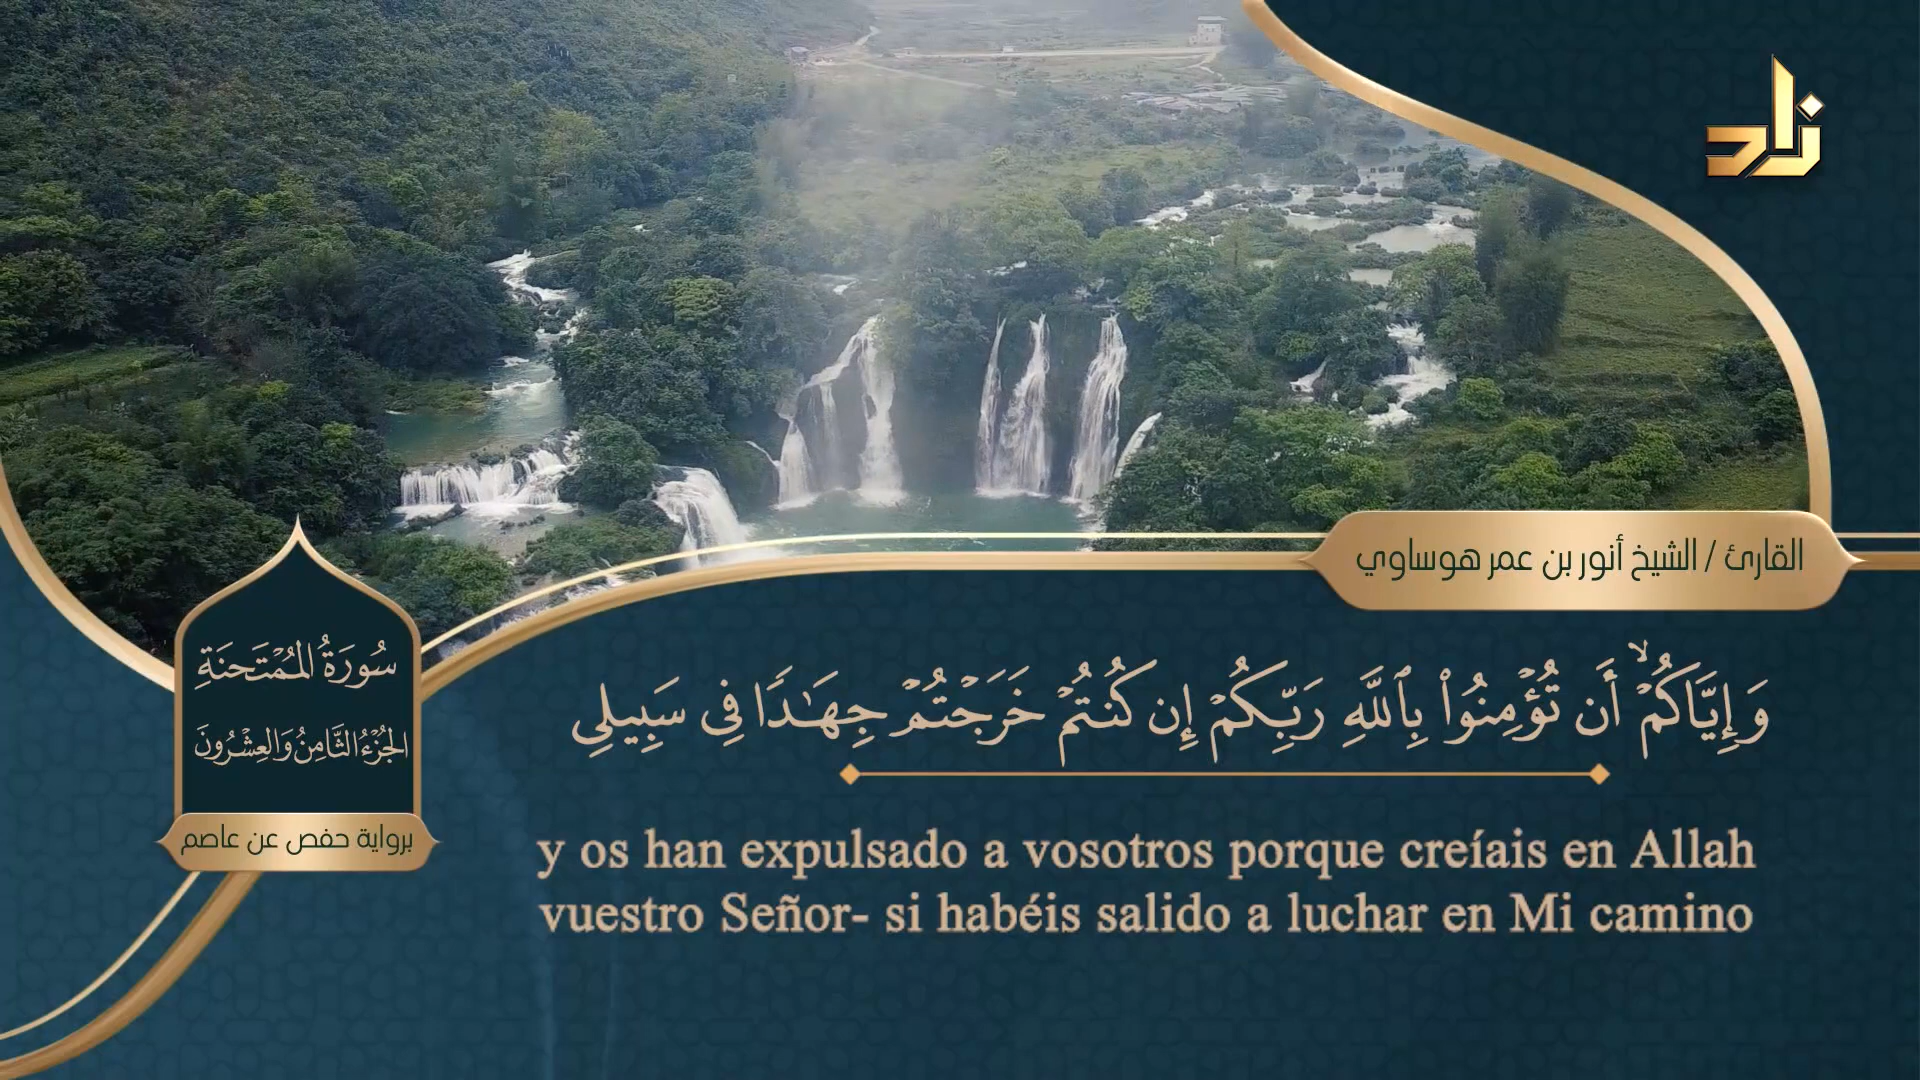 زاد
القارئ / الشيخ أنور بن عمر هوساوي
سُورَةُ المُمْتَحنَةِ
الجُزْءُ الثَّامِنُ وَالعِشْرُونَ
برواية حفص عن عاصم
وَإِيَّاكُمْ ۙ أَن تُؤْمِنُوا۟ بِٱللَّهِ رَبِّكُمْ إِن كُنتُمْ خَرَجْتُمْ جِهَـٰدًا فِى سَبِيلِى
y os han expulsado a vosotros porque creíais en Allah
vuestro Señor- si habéis salido a luchar en Mi camino